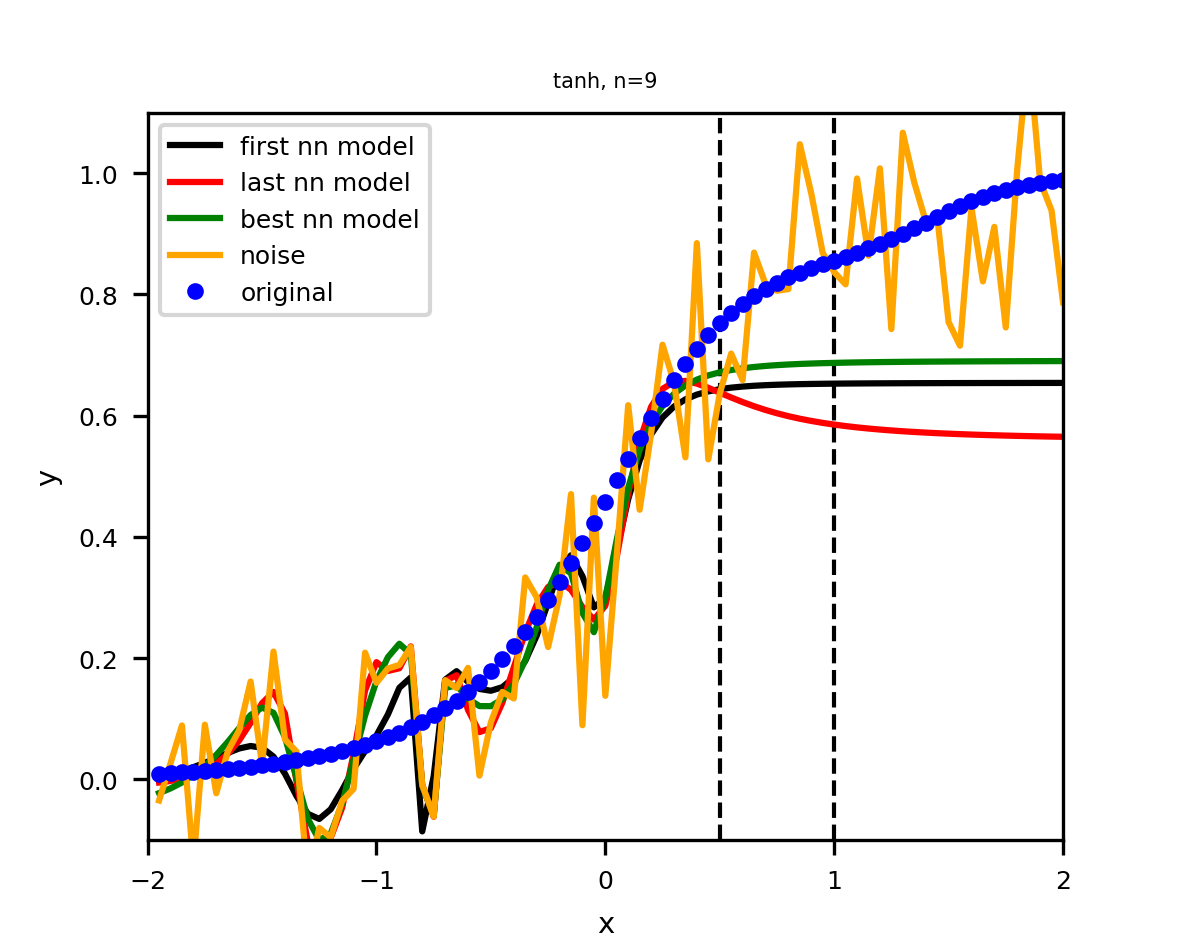 tanh, n=9
first nn model
last nn model
best nn model
noise
original
1.0
0.8
0.6
0.4
0.2
0.0
y
−2
−1
0
1
2
x